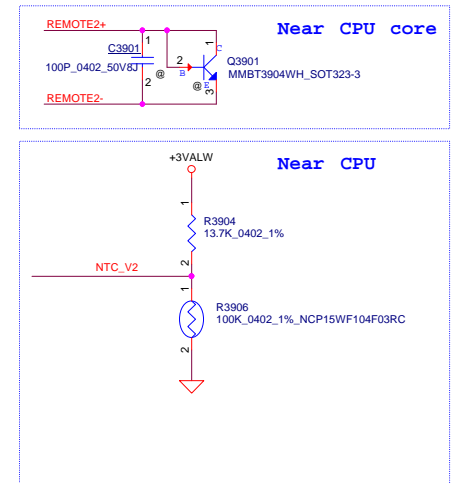 REMOTE2+
Near CPU core
1
1
C
C3901
2
B
Q3901
100P_0402_50V8J
MMBT3904WH_SOT323-3
2
@
@
E
3
REMOTE2-
+3VALW
Near CPU
1
R3904
13.7K_0402_1%
2
NTC_V2
1
R3906
100K_0402_1%_NCP15WF104F03RC
2